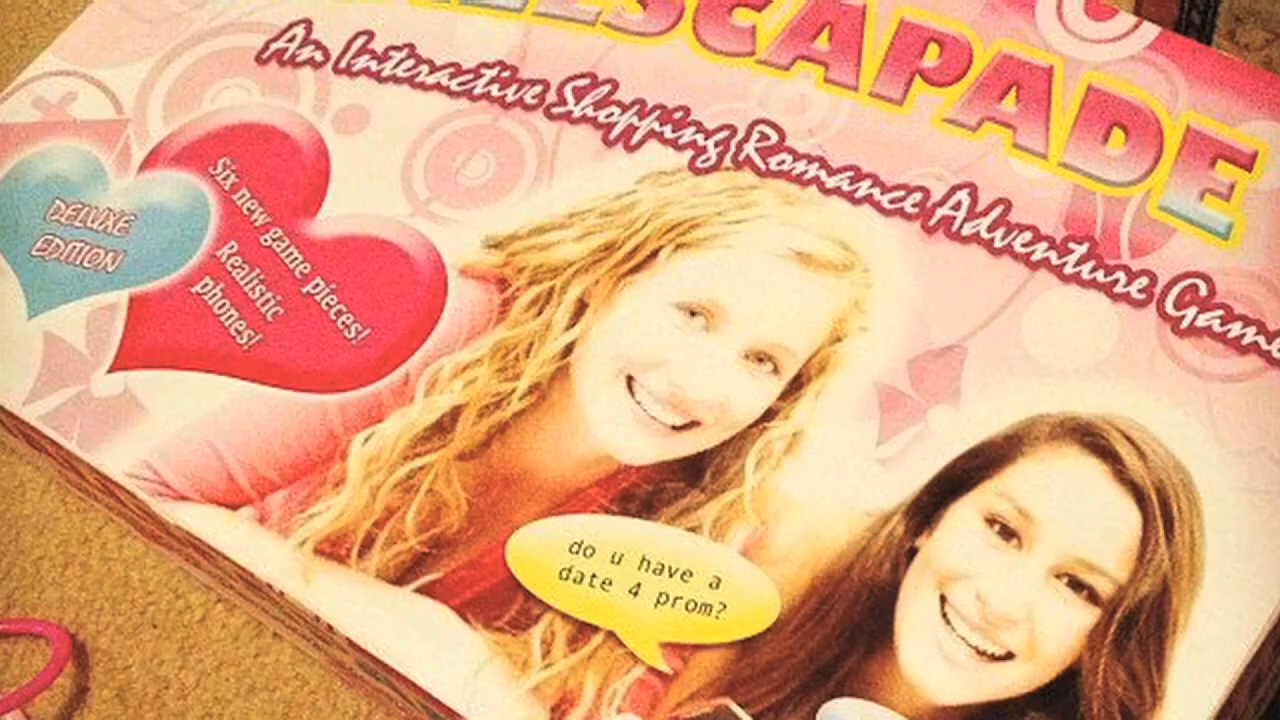 ESCAPADE
An Interactive Shopping Romance Adventure Game
DELUXE
EDITION
Six new game pieces!
Realistic
phones!
do u have a
date 4 prom?